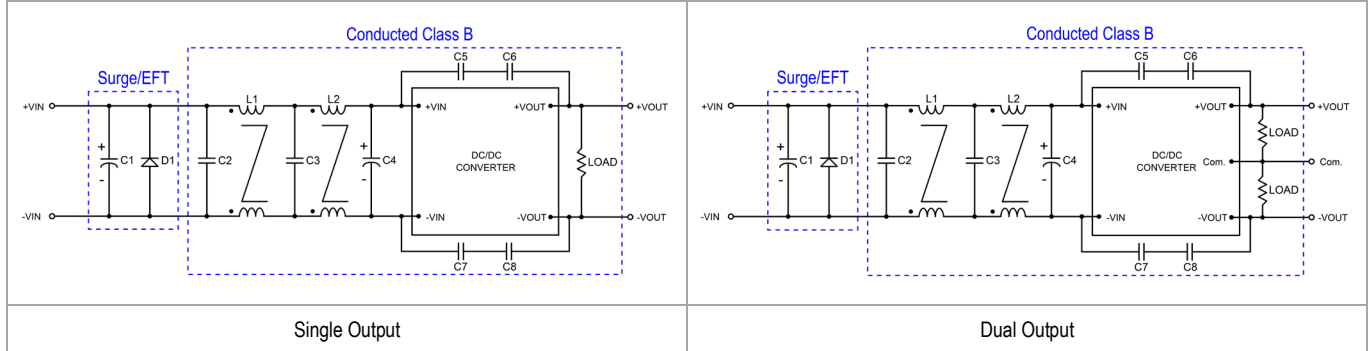 Conducted Class B
C5 C6
Surge/EFT
L1 L2
+VIN +VIN +VOUT +VOUT
+ C1 - D1 C2 C3 + C4 - DC/DC CONVERTER LOAD
-VIN -VIN -VOUT -VOUT
C7 C8
Single Output
Conducted Class B
C5 C6
Surge/EFT
L1 L2
+VIN +VIN +VOUT +VOUT
LOAD
+ C1 - D1 C2 C3 + C4 - DC/DC CONVERTER Com. Com.
LOAD
-VIN -VIN -VOUT -VOUT
C7 C8
Dual Output